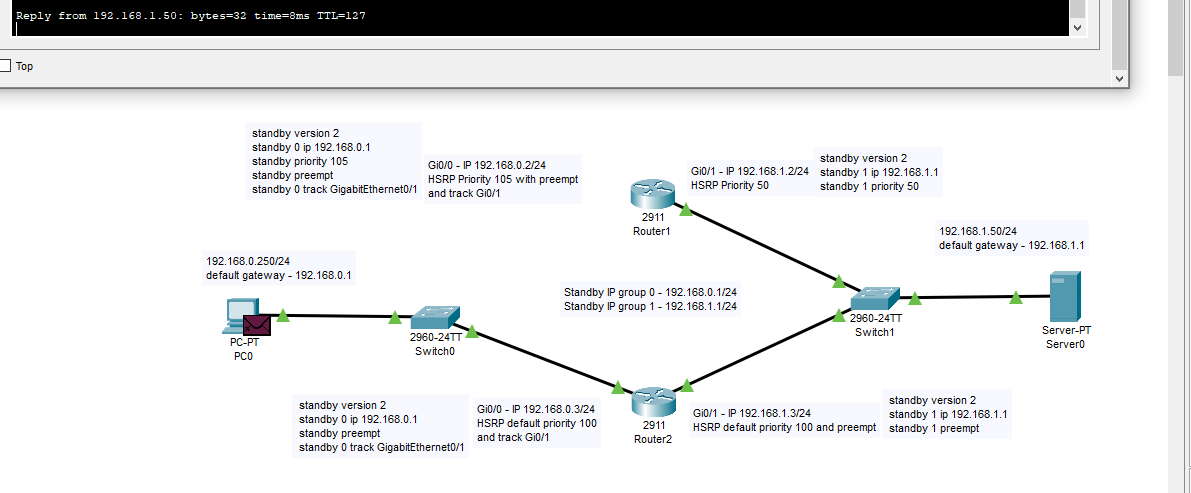 Reply from 192.168.1.50: bytes=32 time=8ms TTL=127
Top
standby version 2
standby 0 ip 192.168.0.1
standby priority 105
standby preempt
standby 0 track GigabitEthernet0/1
Gi0/0 - IP 192.168.0.2/24
HSRP Priority 105 with preempt
and track Gi0/1
2911
Router1
Gi0/1 - IP 192.168.1.2/24
HSRP Priority 50
standby version 2
standby 1 ip 192.168.1.1
standby 1 priority 50
192.168.1.50/24
default gateway - 192.168.1.1
192.168.0.250/24
default gateway - 192.168.0.1
Standby IP group 0 - 192.168.0.1/24
Standby IP group 1 - 192.168.1.1/24
PC-PT
PC0
2960-24TT
Switch0
2960-24TT
Switch1
Server-PT
Server0
standby version 2
standby 0 ip 192.168.0.1
standby preempt
standby 0 track GigabitEthernet0/1
Gi0/0 - IP 192.168.0.3/24
HSRP default priority 100
and track Gi0/1
2911
Router2
Gi0/1 - IP 192.168.1.3/24
HSRP default priority 100 and preempt
standby version 2
standby 1 ip 192.168.1.1
standby 1 preempt